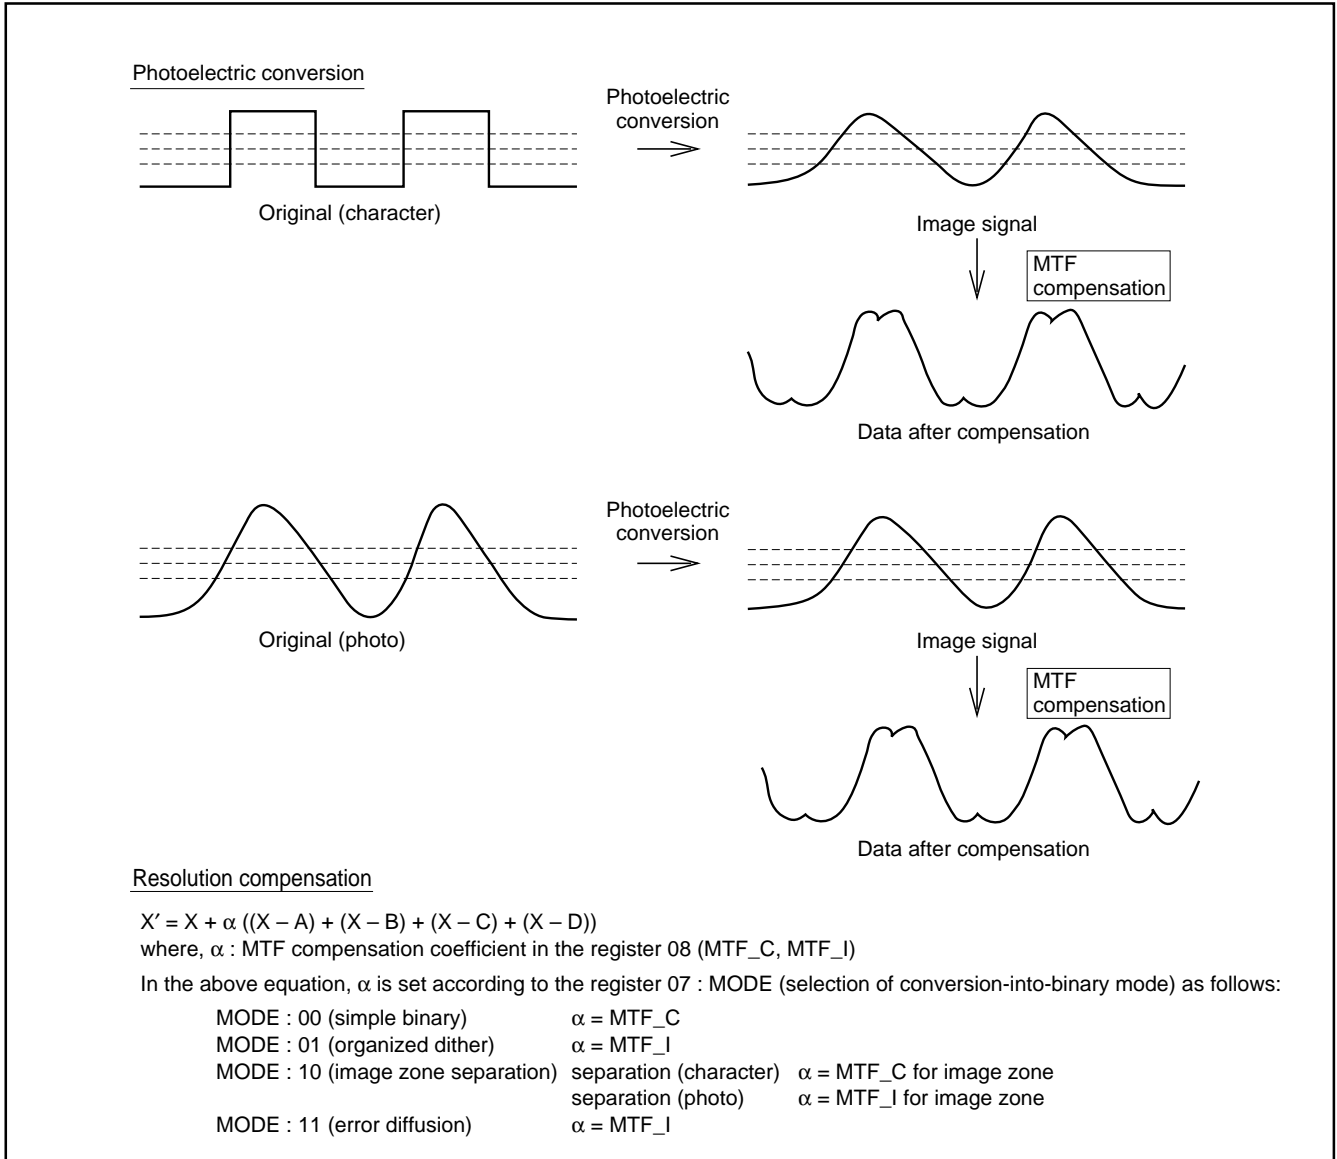 Photoelectric conversion
Photoelectric
conversion
Original (character)
Image signal
MTF
compensation
Data after compensation
Photoelectric
conversion
Original (photo)
Image signal
MTF
compensation
Data after compensation
Resolution compensation
X′ = X + α ((X – A) + (X – B) + (X – C) + (X – D))
where, α : MTF compensation coefficient in the register 08 (MTF_C, MTF_I)
In the above equation, α is set according to the register 07 : MODE (selection of conversion-into-binary mode) as follows:
MODE : 00 (simple binary) α = MTF_C
MODE : 01 (organized dither) α = MTF_I
MODE : 10 (image zone separation) separation (character) α = MTF_C for image zone
separation (photo) α = MTF_I for image zone
MODE : 11 (error diffusion) α = MTF_I